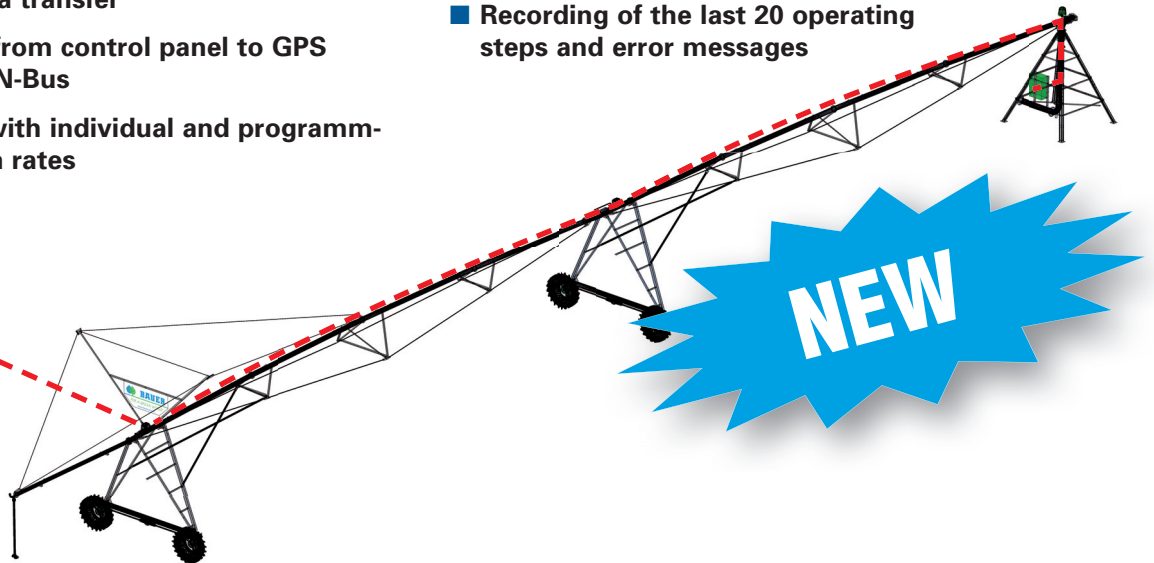 a transfer
from control panel to GPS
N-Bus
with individual and programm-
n rates
■ Recording of the last 20 operating
steps and error messages
BAUER
NEW